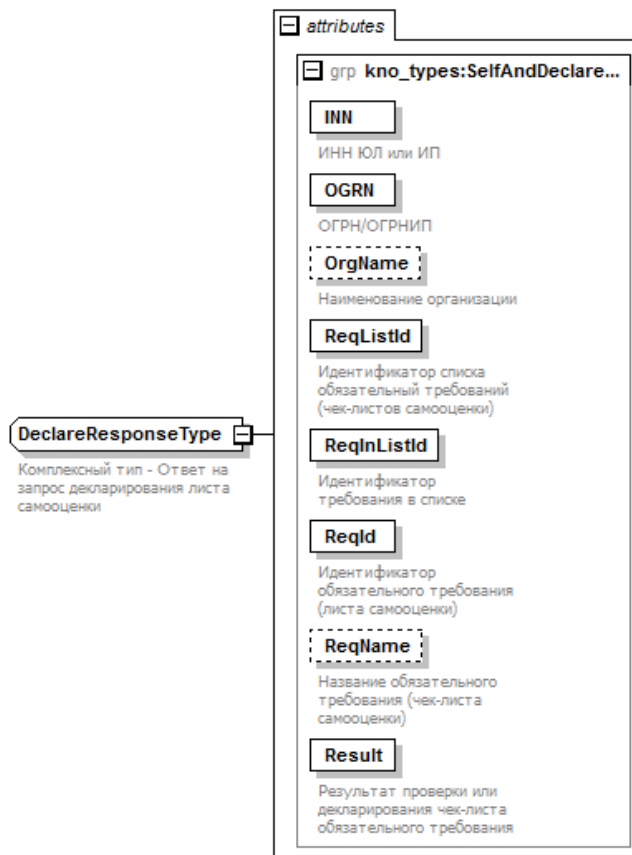 attributes
grp kno_types:SelfAndDeclare...
INN
ИНН ЮЛ или ИП
OGRN
ОГРН/ОГРНИП
OrgName
Наименование организации
ReqListId
Идентификатор списка
обязательный требований
(чек-листов самооценки)
ReqInListId
Идентификатор
требования в списке
ReqId
Идентификатор
обязательного требования
(листа самооценки)
ReqName
Название обязательного
требования (чек-листа
самооценки)
Result
Результат проверки или
декларирования чек-листа
обязательного требования
DeclareResponseType
Комплексный тип - Ответ на
запрос декларирования листа
самооценки